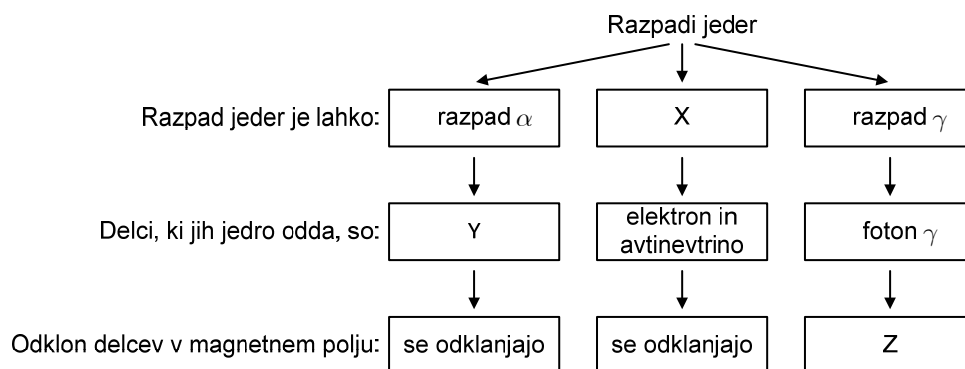 Razpadi jeder
Razpad jeder je lahko: razpad α X razpad γ
Delci, ki jih jedro odda, so: Y elektron in avtinevtrino foton γ
Odklon delcev v magnetnem polju: se odklanjajo se odklanjajo Z